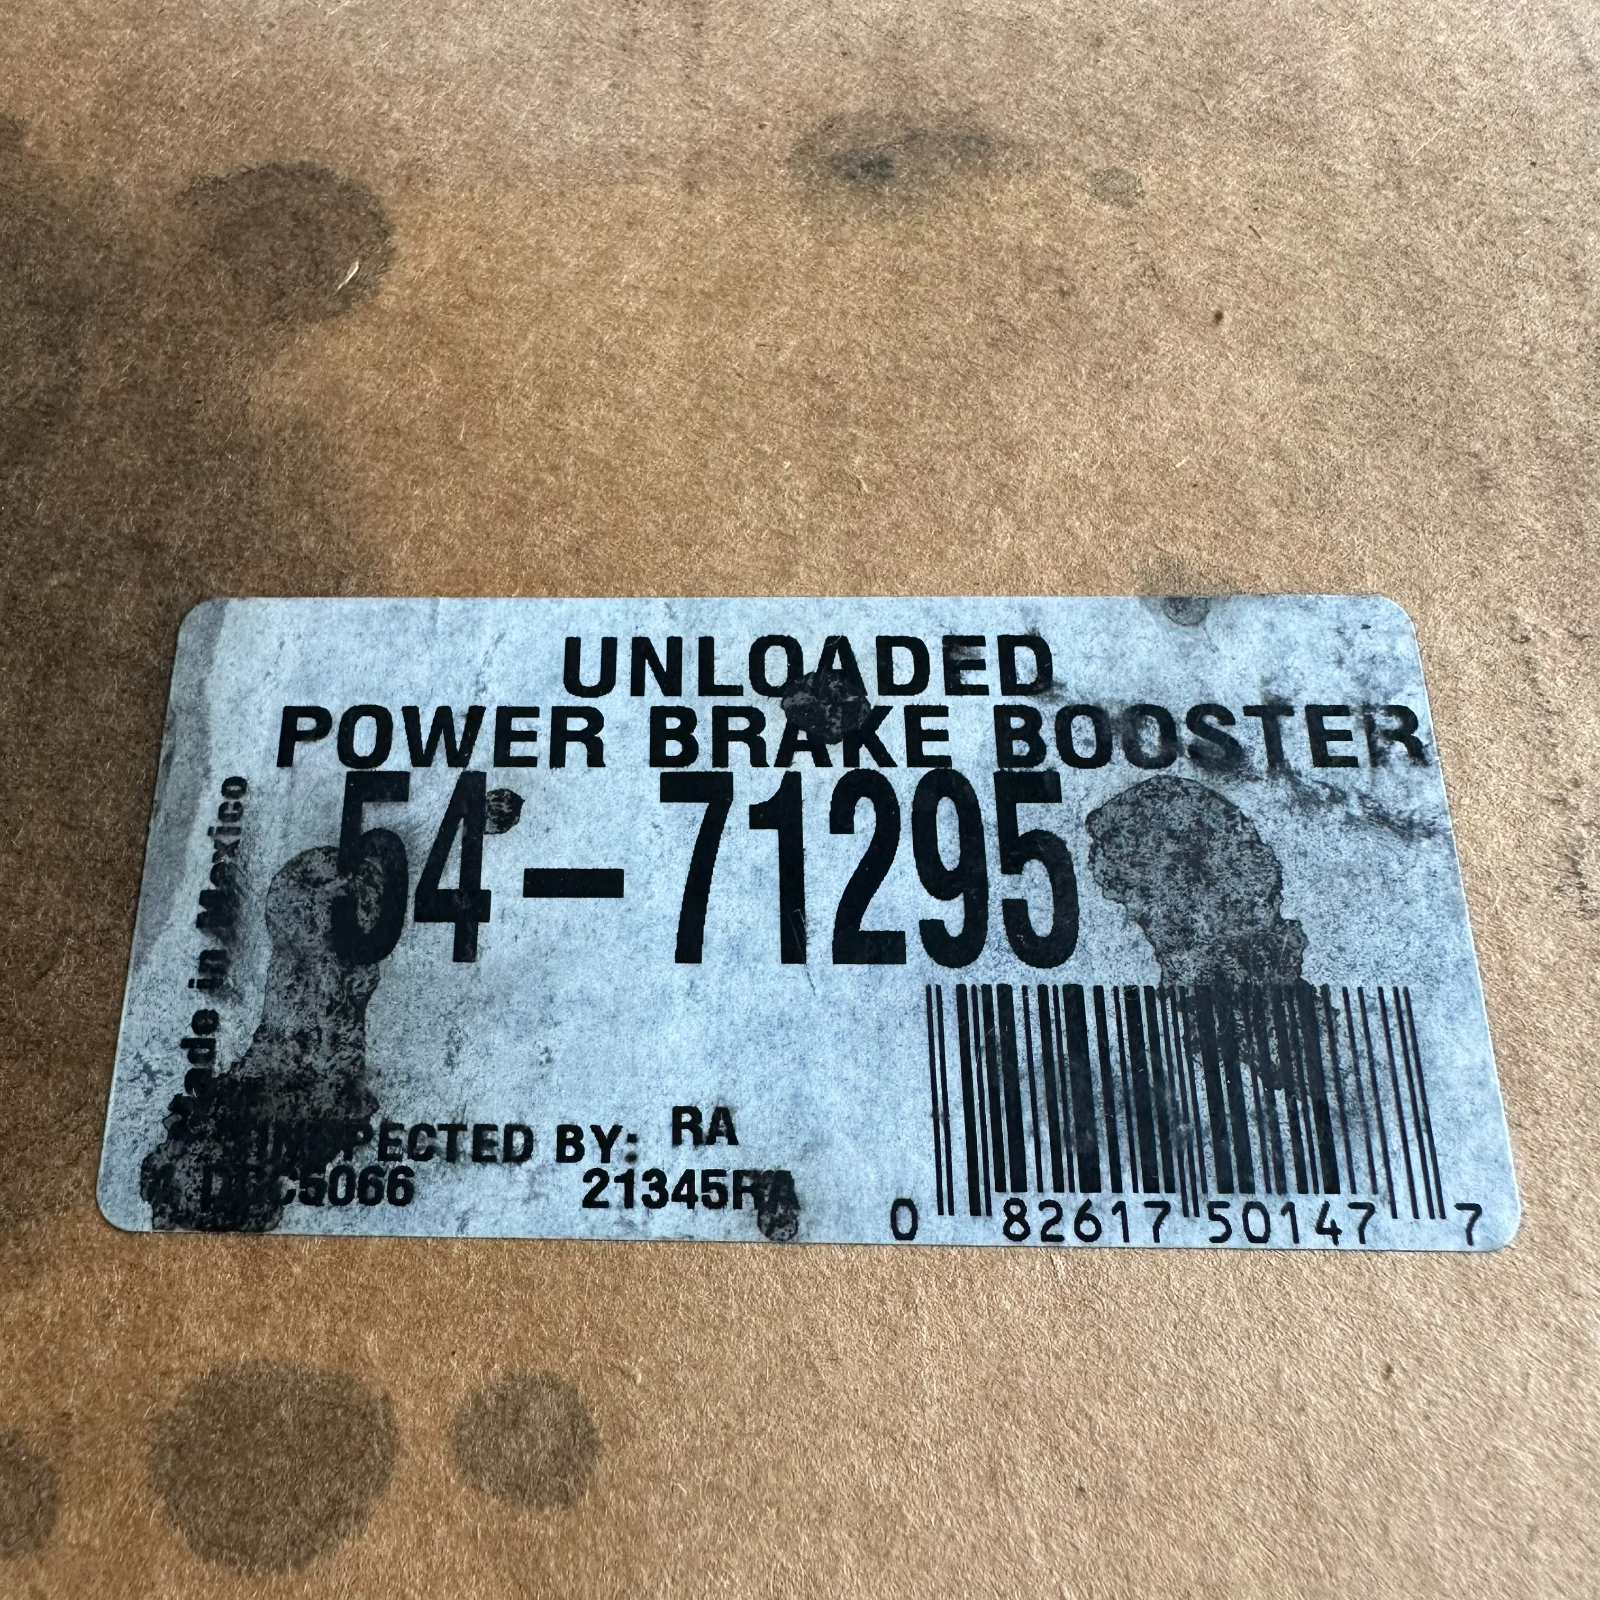 UNLOADED
POWER BRAKE BOOSTER
54-71295
Made in Mexico
INSPECTED BY: RA
21345RA
0 82617 50147 7